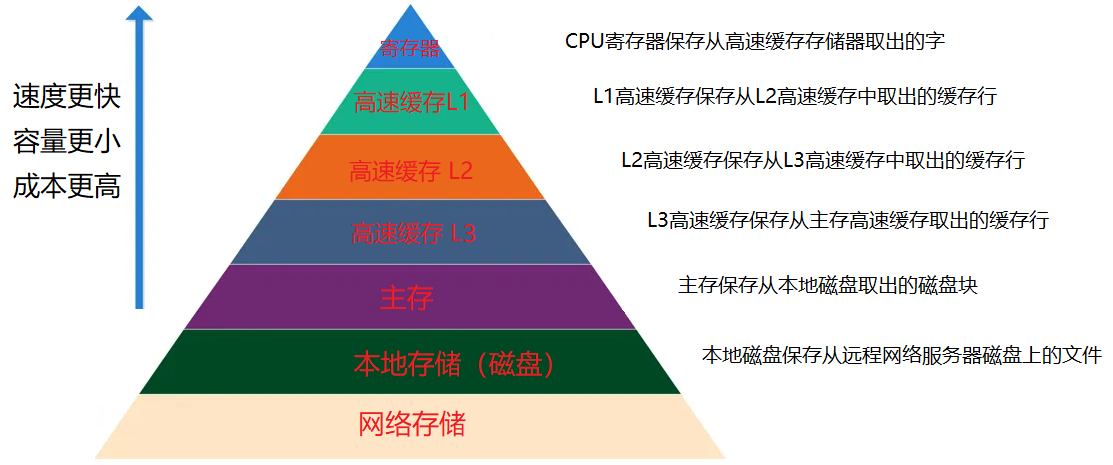 寄存器
CPU寄存器保存从高速缓存存储器取出的字
速度更快
容量更小
成本更高
高速缓存L1
L1高速缓存保存从L2高速缓存中取出的缓存行
高速缓存 L2
L2高速缓存保存从L3高速缓存中取出的缓存行
高速缓存 L3
L3高速缓存保存从主存高速缓存取出的缓存行
主存
主存保存从本地磁盘取出的磁盘块
本地存储（磁盘）
本地磁盘保存从远程网络服务器磁盘上的文件
网络存储